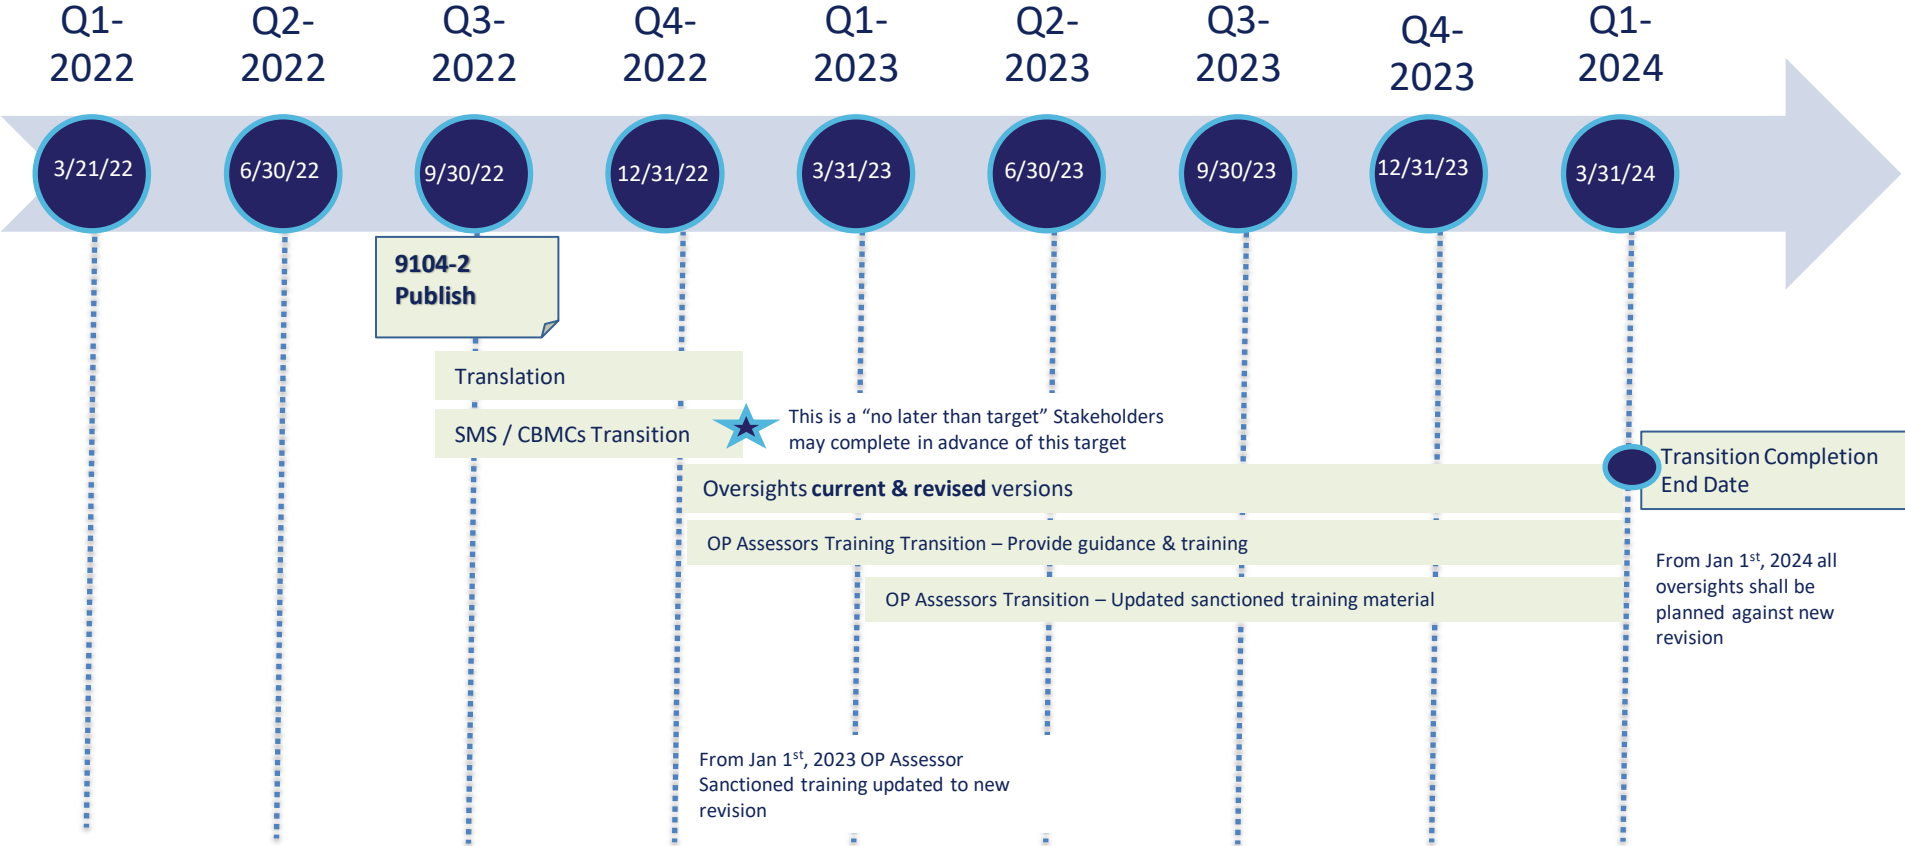 Q1-
2022
Q2-
2022
Q3-
2022
Q4-
2022
Q1-
2023
Q2-
2023
Q3-
2023
Q4-
2023
Q1-
2024
3/21/22
6/30/22
9/30/22
12/31/22
3/31/23
6/30/23
9/30/23
12/31/23
3/31/24
9104-2
Publish
Translation
SMS / CBMCs Transition
This is a “no later than target” Stakeholders
may complete in advance of this target
Oversights current & revised versions
Transition Completion
End Date
OP Assessors Training Transition – Provide guidance & training
OP Assessors Transition – Updated sanctioned training material
From Jan 1st, 2024 all
oversights shall be
planned against new
revision
From Jan 1st, 2023 OP Assessor
Sanctioned training updated to new
revision